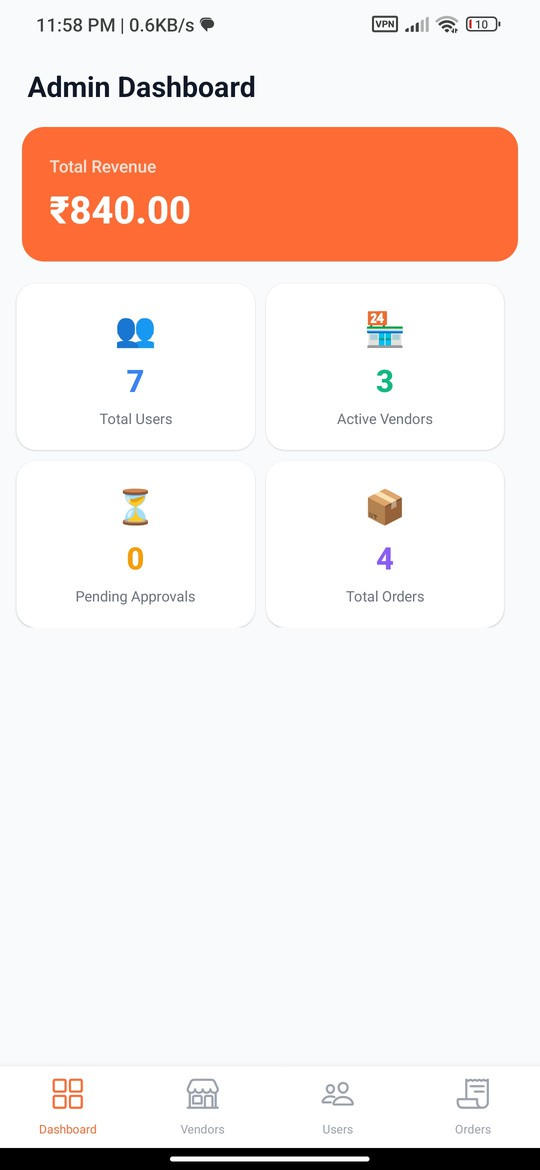 11:58 PM | 0.6KB/s
VPN
10
Admin Dashboard
Total Revenue
₹840.00
24
7
3
Total Users
Active Vendors
0
4
Pending Approvals
Total Orders
Dashboard
Vendors
Users
Orders